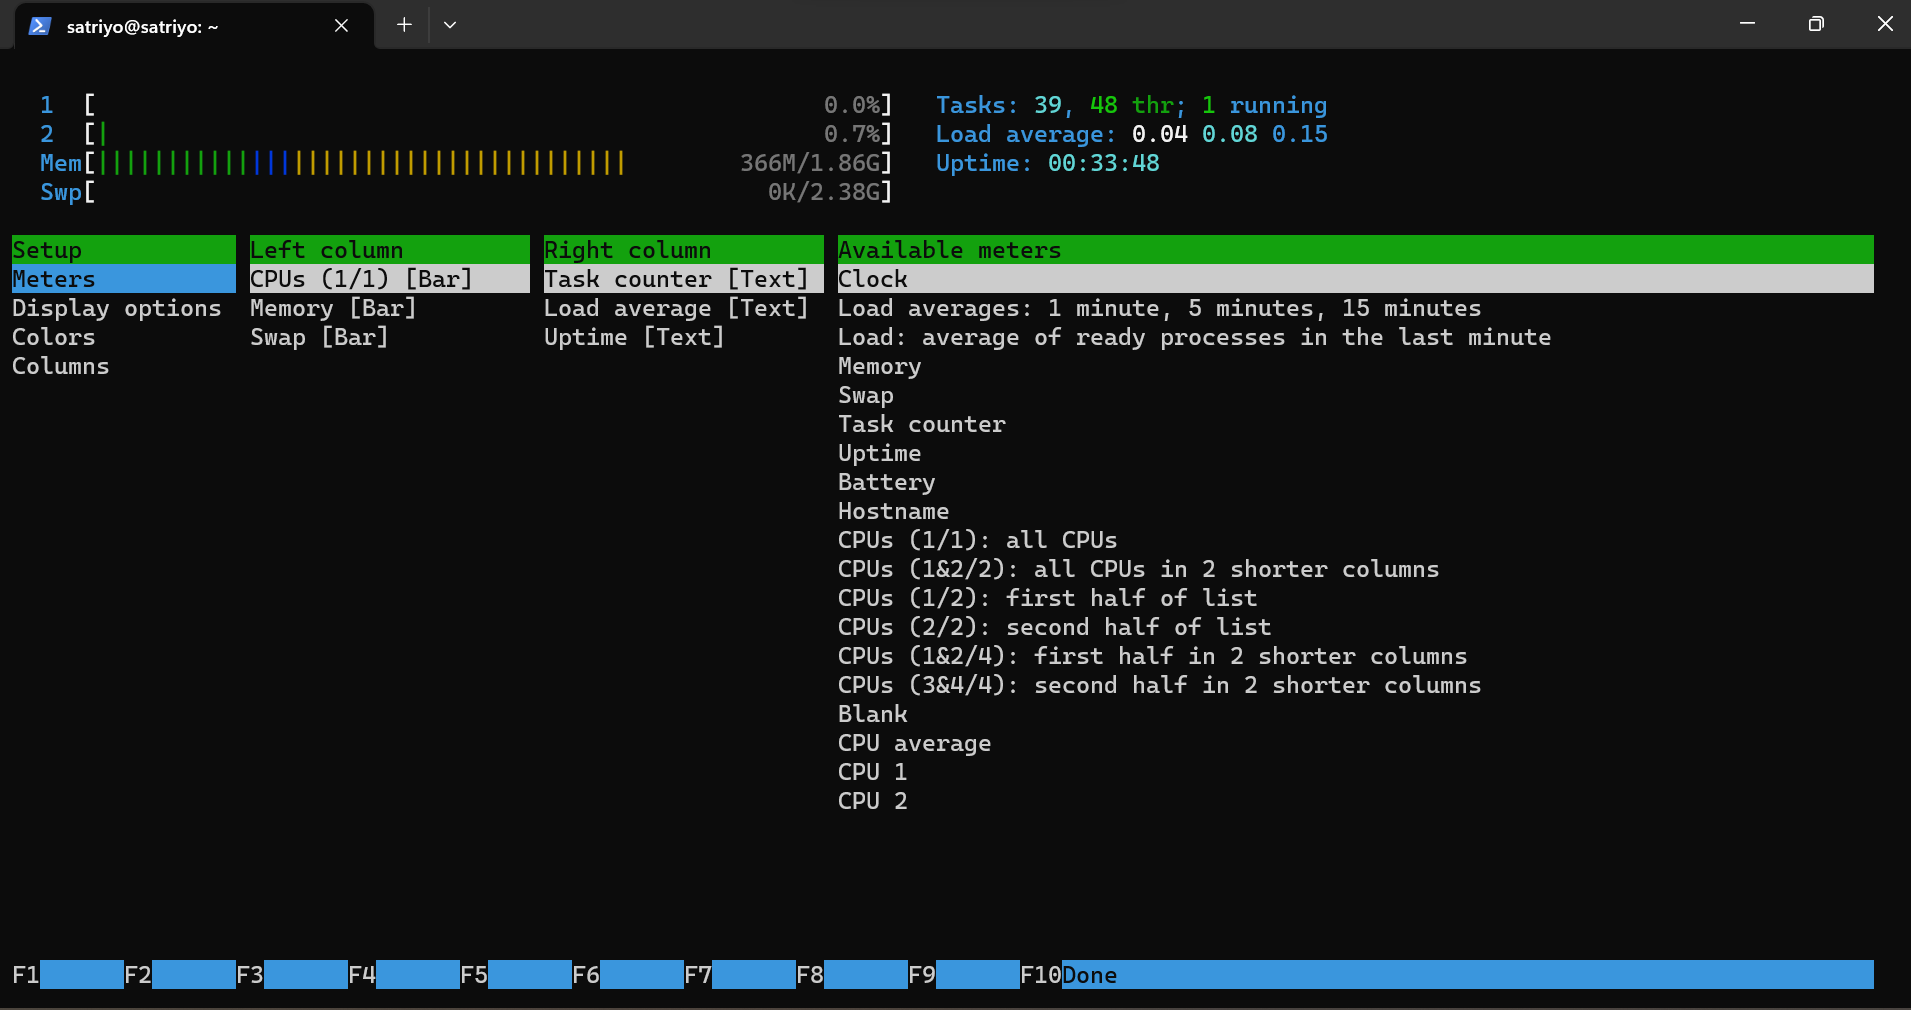 satriyo@satriyo: ~
1 [ 0.0%] Tasks: 39, 48 thr; 1 running
2 [| 0.7%] Load average: 0.04 0.08 0.15
Mem[|||||||||||||||||||||||||||||||||||||| 366M/1.86G] Uptime: 00:33:48
Swp[ 0K/2.38G]
Setup Left column Right column Available meters
Meters CPUs (1/1) [Bar] Task counter [Text] Clock
Display options Memory [Bar] Load average [Text] Load averages: 1 minute, 5 minutes, 15 minutes
Colors Swap [Bar] Uptime [Text] Load: average of ready processes in the last minute
Columns Memory
Swap
Task counter
Uptime
Battery
Hostname
CPUs (1/1): all CPUs
CPUs (1&2/2): all CPUs in 2 shorter columns
CPUs (1/2): first half of list
CPUs (2/2): second half of list
CPUs (1&2/4): first half in 2 shorter columns
CPUs (3&4/4): second half in 2 shorter columns
Blank
CPU average
CPU 1
CPU 2
F1 F2 F3 F4 F5 F6 F7 F8 F9 F10Done